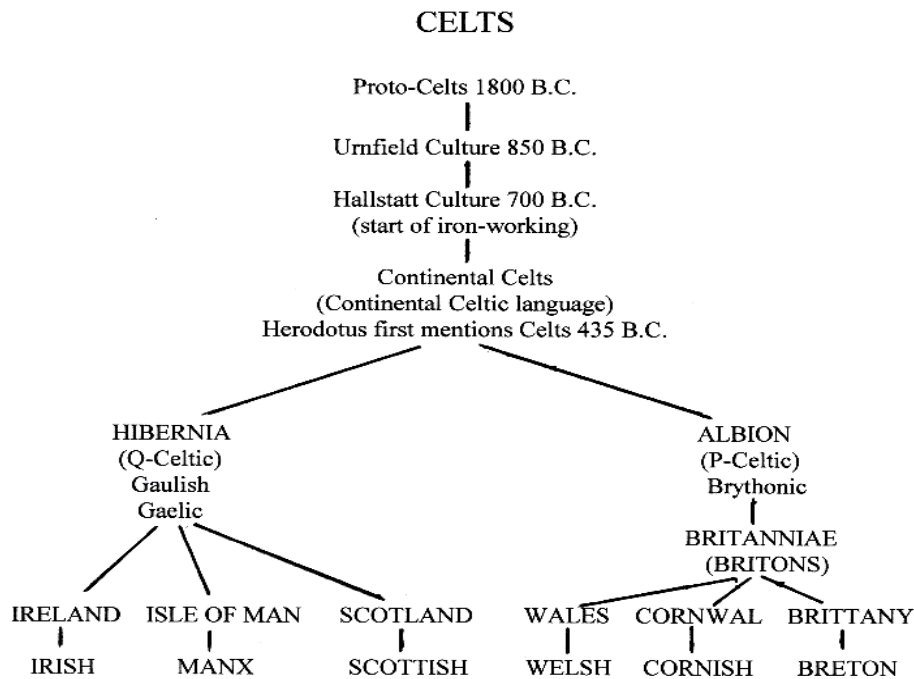 CELTS
Proto-Celts 1800 B.C.
Urnfield Culture 850 B.C.
Hallstatt Culture 700 B.C.
(start of iron-working)
Continental Celts
(Continental Celtic language)
Herodotus first mentions Celts 435 B.C.
HIBERNIA
(Q-Celtic)
Gaulish
Gaelic
ALBION
(P-Celtic)
Brythonic
BRITANNIAE
(BRITONS)
IRELAND ISLE OF MAN SCOTLAND WALES CORNWAL BRITTANY
IRISH MANX SCOTTISH WELSH CORNISH BRETON